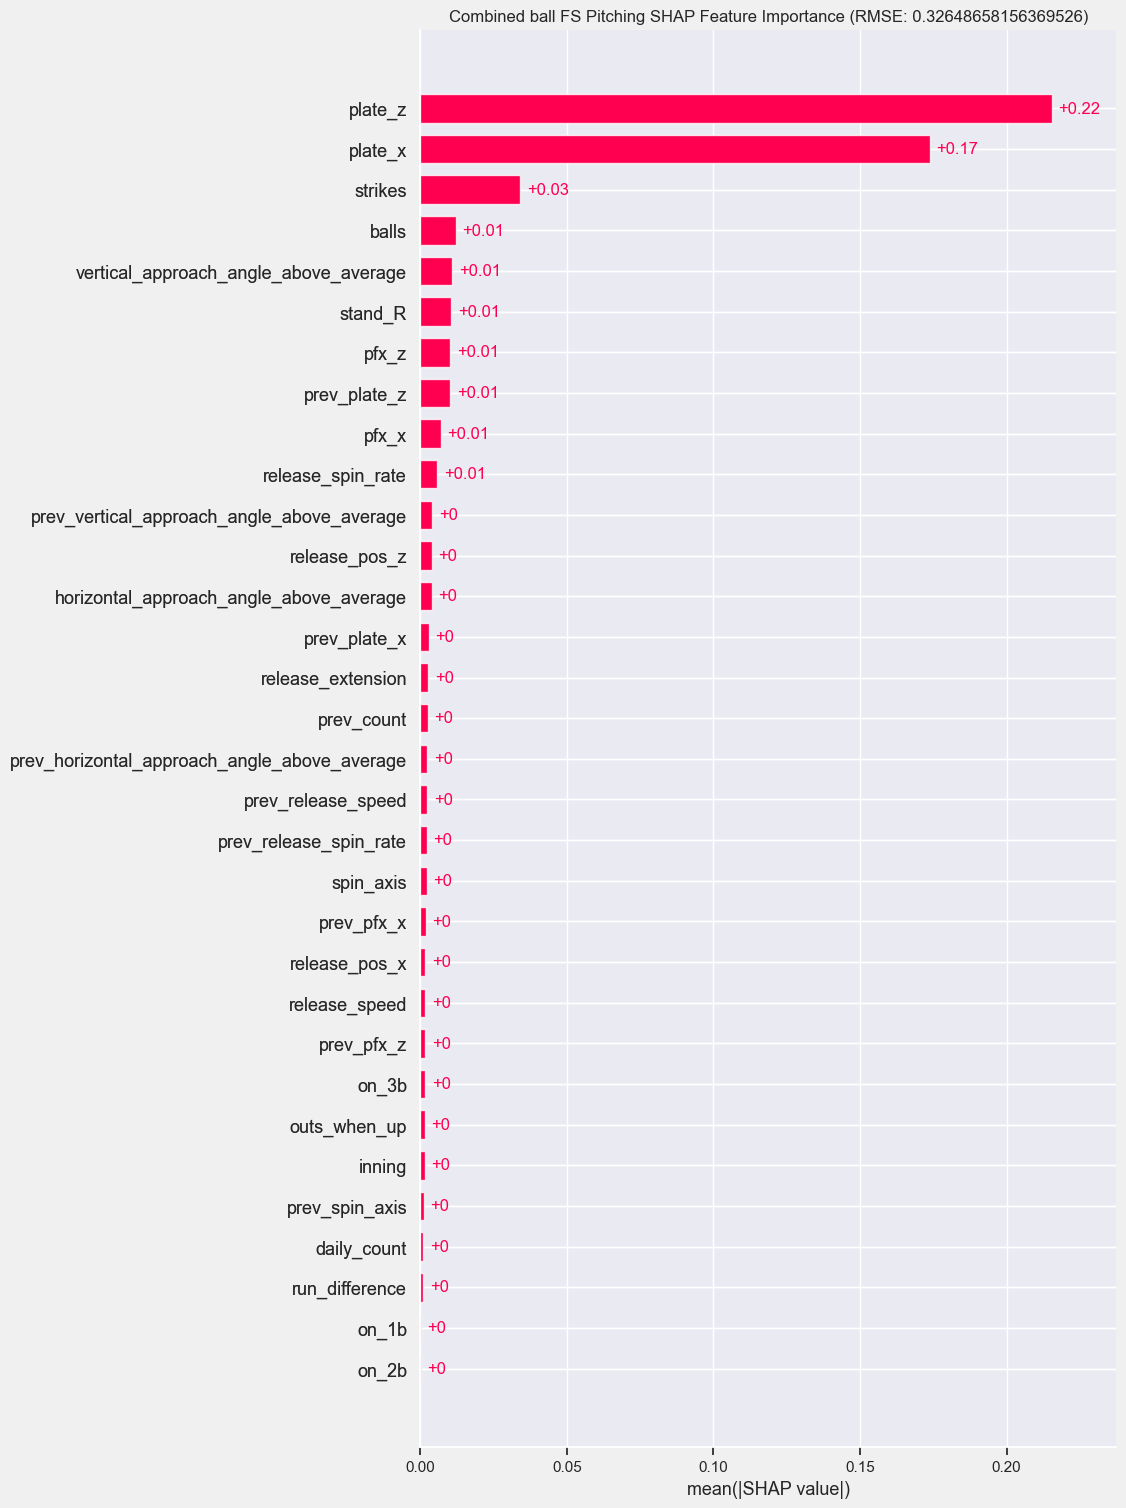 Combined ball FS Pitching SHAP Feature Importance (RMSE: 0.32648658156369526)
plate_z +0.22
plate_x +0.17
strikes +0.03
balls +0.01
vertical_approach_angle_above_average +0.01
stand_R +0.01
pfx_z +0.01
prev_plate_z +0.01
pfx_x +0.01
release_spin_rate +0.01
prev_vertical_approach_angle_above_average +0
release_pos_z +0
horizontal_approach_angle_above_average +0
prev_plate_x +0
release_extension +0
prev_count +0
prev_horizontal_approach_angle_above_average +0
prev_release_speed +0
prev_release_spin_rate +0
spin_axis +0
prev_pfx_x +0
release_pos_x +0
release_speed +0
prev_pfx_z +0
on_3b +0
outs_when_up +0
inning +0
prev_spin_axis +0
daily_count +0
run_difference +0
on_1b +0
on_2b +0
0.00 0.05 0.10 0.15 0.20
mean(|SHAP value|)